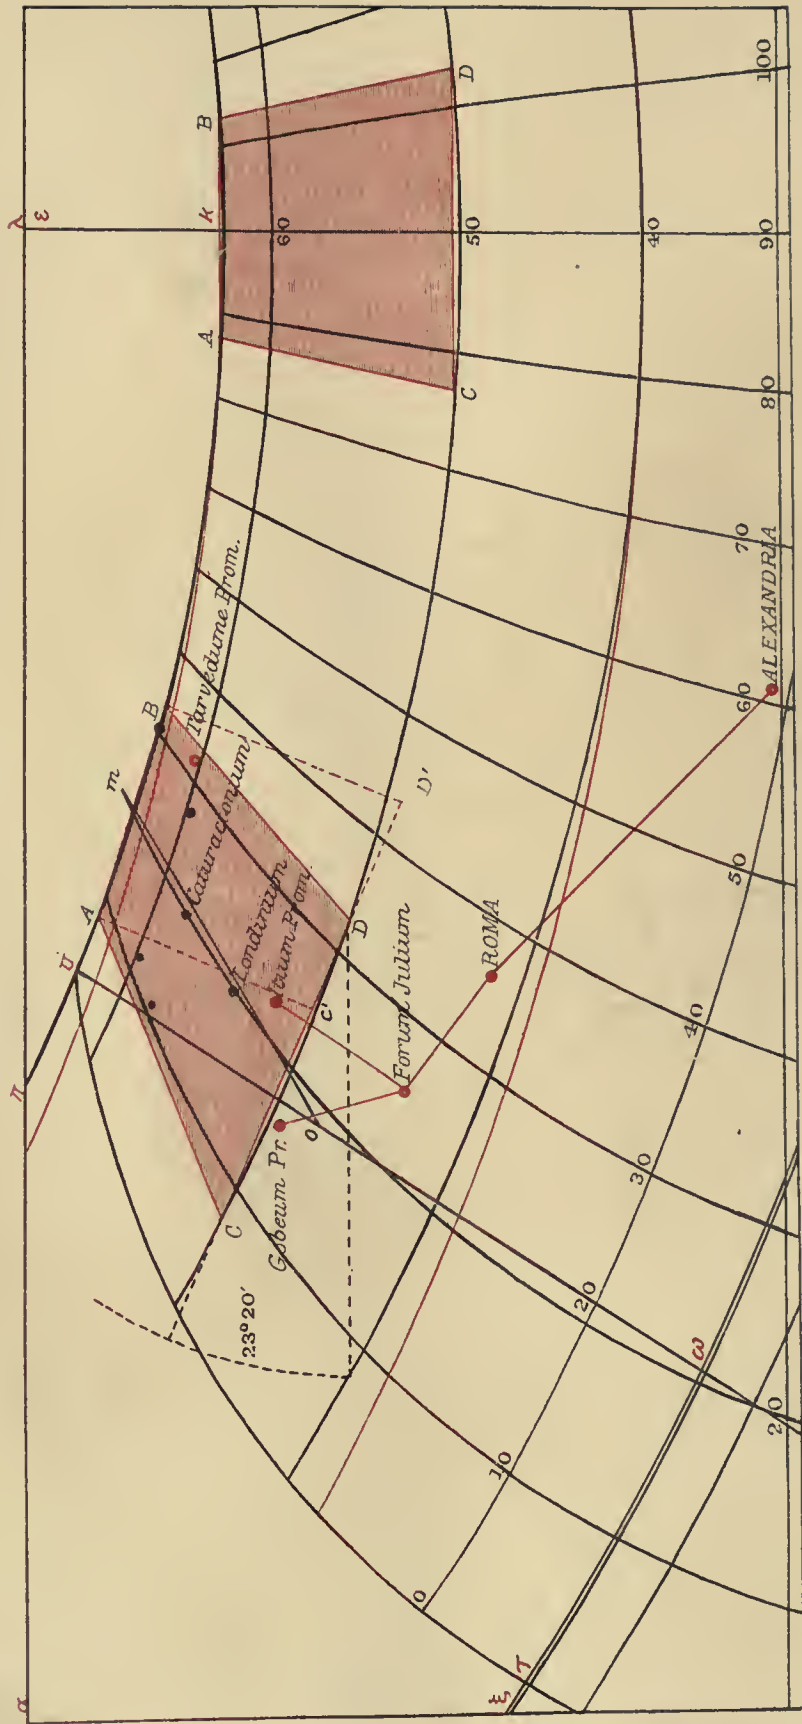 α
λ
ε
π
υ
A
B
m
C
D
C'
D'
o
A
k
B
C
D
60
50
40
90
100
80
70
60
50
40
30
20
10
0
20
ω
ξ
τ
23° 20'
Tarvedume Prom.
Caturactonium
Londinium
Itium Prom.
Gobeum Pr.
Forum Julium
ROMA
ALEXANDRIA